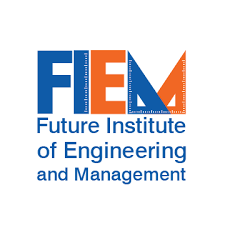 FIEM
Future Institute
of Engineering
and Management